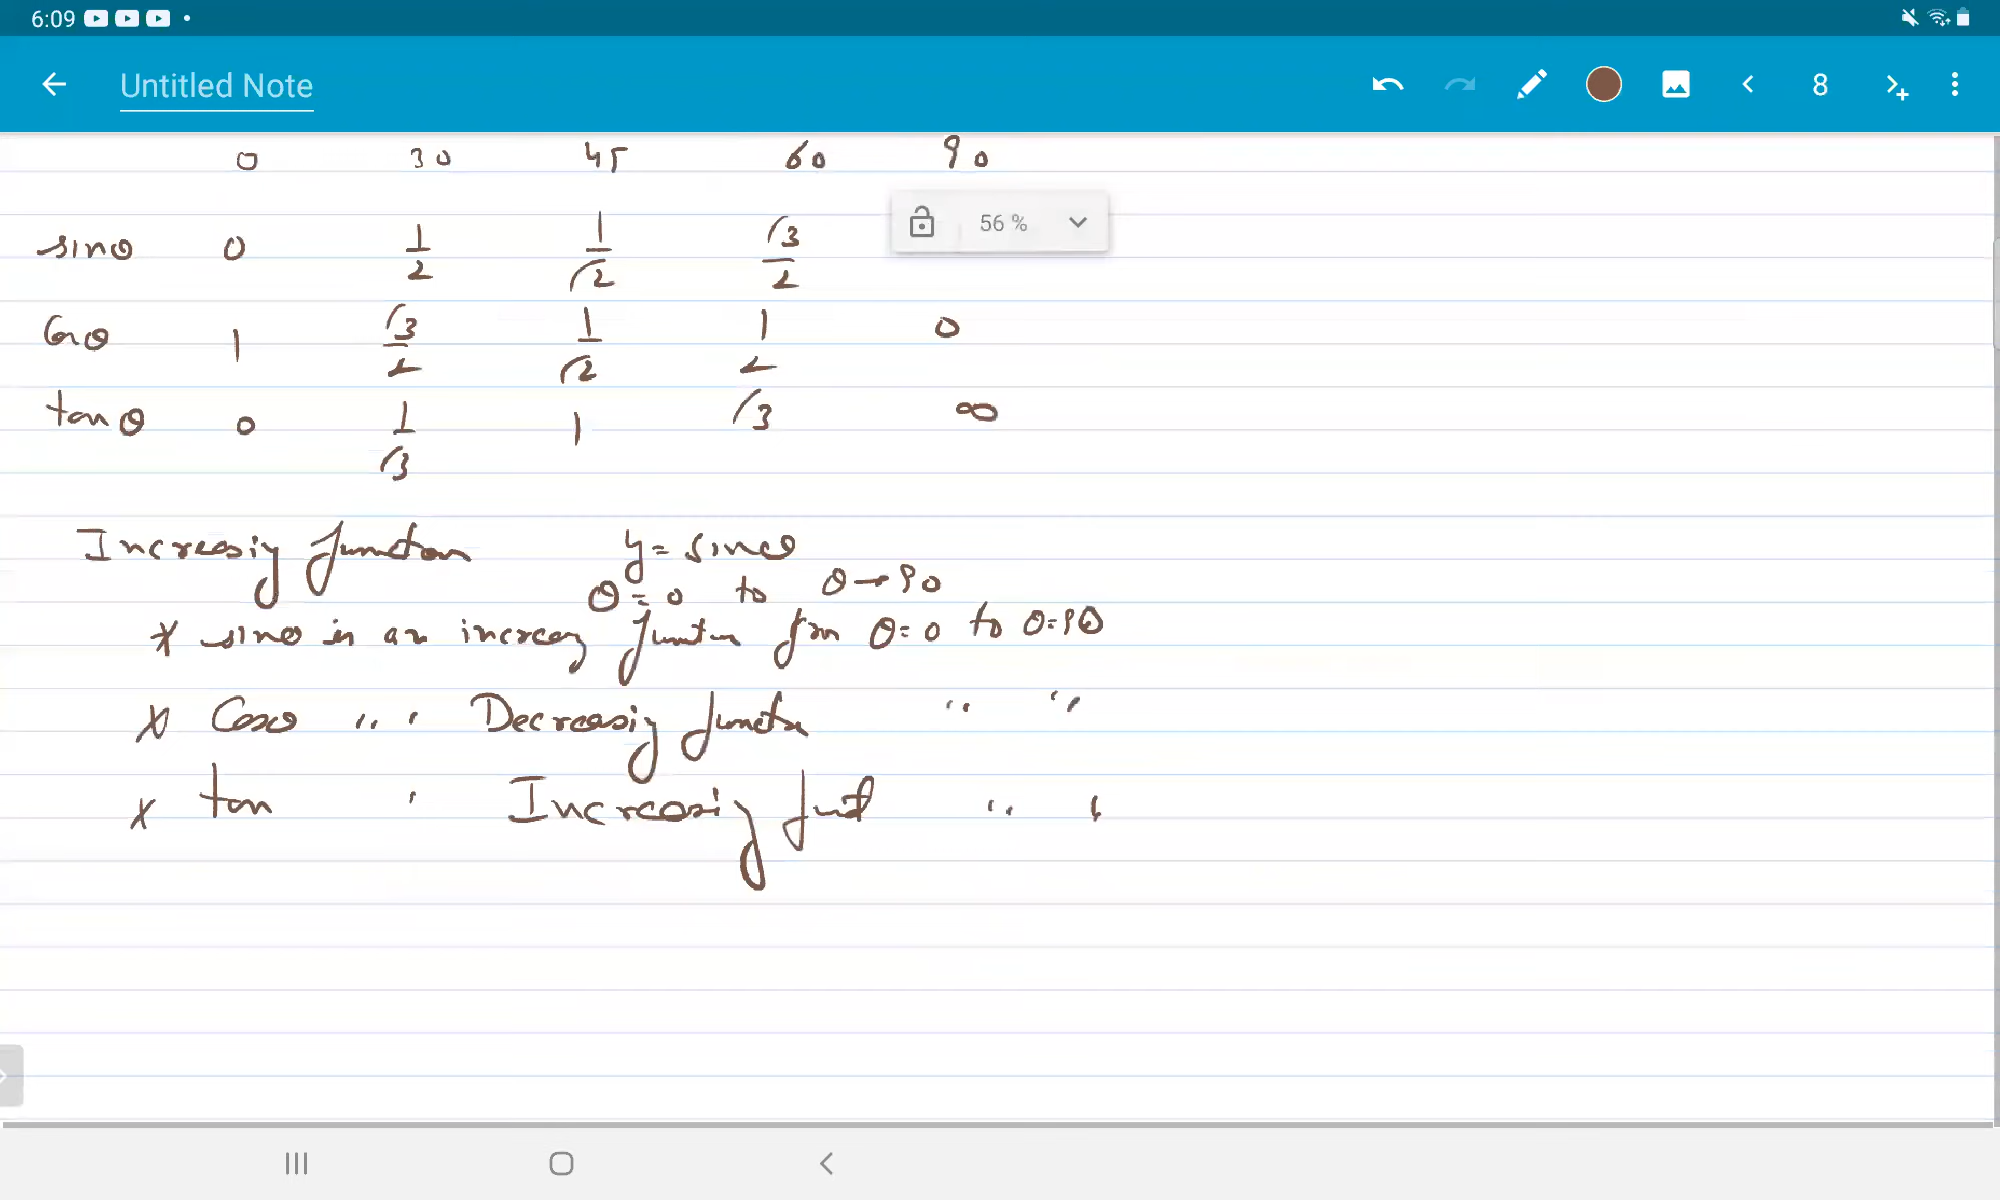 6:09
Untitled Note
8
0 30 45 60 90
56 %
sinθ 0 1/2 1/√2 √3/2
Cosθ 1 √3/2 1/√2 1/2 0
tanθ 0 1/√3 1 √3 ∞
Increasing function y = sinθ
θ = 0 to θ → 90
* sinθ is an increasing function from θ = 0 to θ = 90
* Cosθ " " Decreasing function " "
* tan " Increasing funct " "